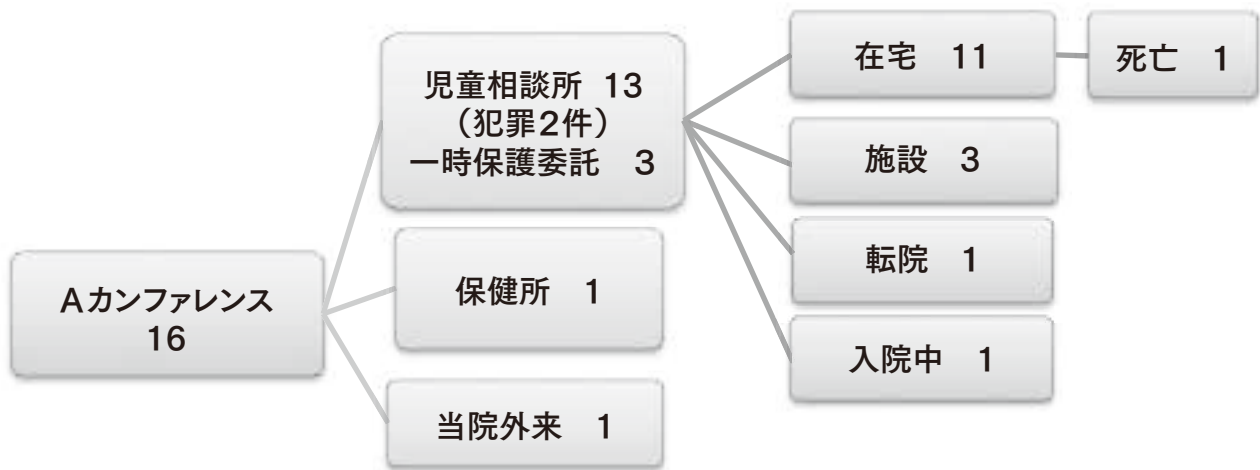 Aカンファレンス
16
児童相談所 13
（犯罪2件）
一時保護委託 3
保健所 1
当院外来 1
在宅 11
死亡 1
施設 3
転院 1
入院中 1